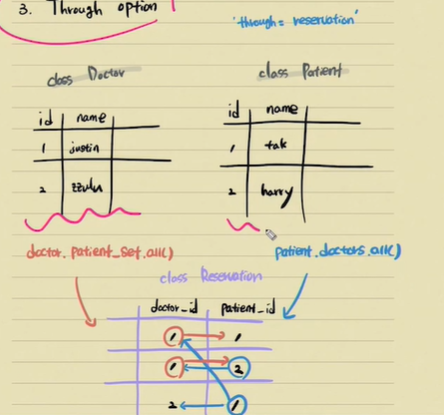 3. Through option
"through = reservation"
class Doctor
class Patient
id name
1 justin
2 zzulu
id name
1 tak
2 harry
doctor.patient_set.all()
patient.doctors.all()
class Reservation
doctor_id patient_id
1 1
1 2
2 1